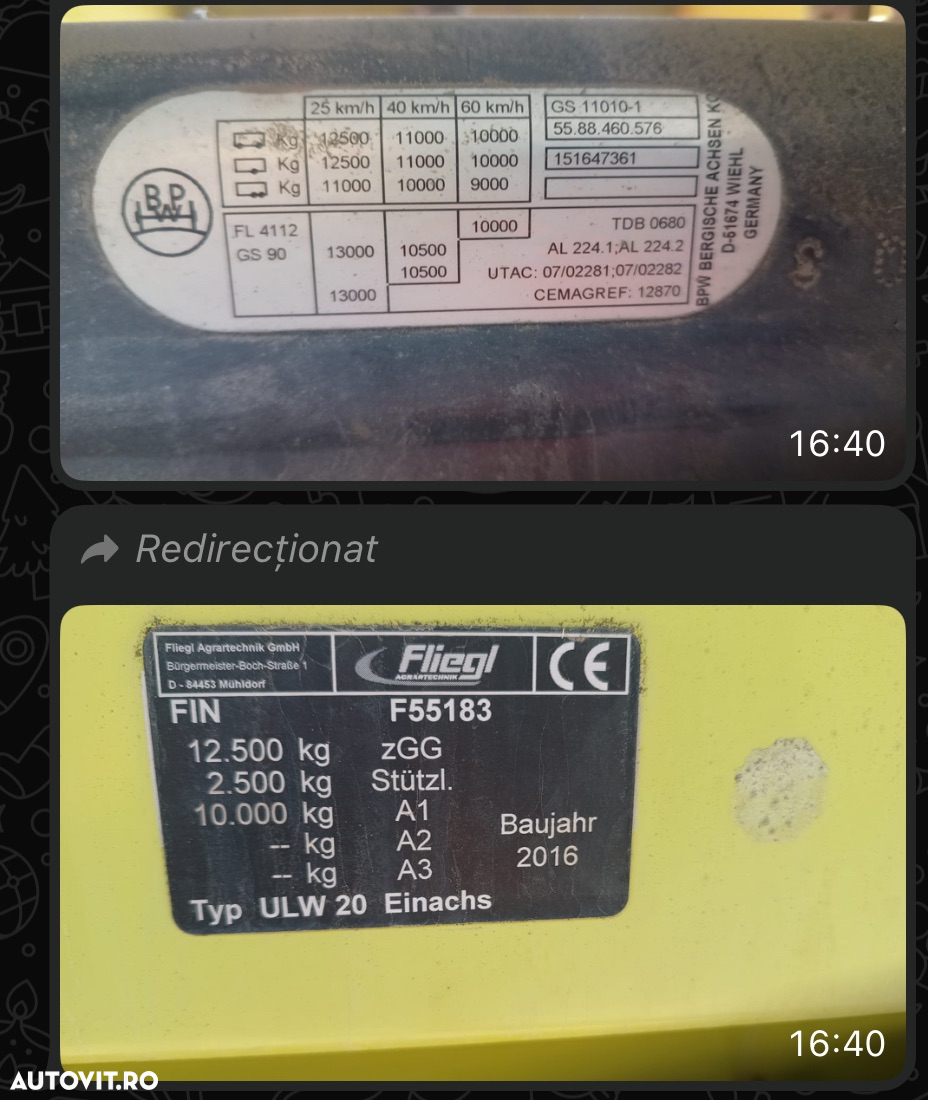 25 km/h 40 km/h 60 km/h
Kg 12500 11000 10000
Kg 12500 11000 10000
Kg 11000 10000 9000
GS 11010-1
55.88.460.576
151647361
BPW
FL 4112
GS 90
13000
13000
10500
10500
10000
TDB 0680
AL 224.1;AL 224.2
UTAC: 07/02281;07/02282
CEMAGREF: 12870
BPW BERGISCHE ACHSEN KG
D-51674 WIEHL
GERMANY
16:40
Redirecționat
Fliegl Agrartechnik GmbH
Bürgermeister-Boch-Straße 1
D - 84453 Mühldorf
Fliegl
AGRARTECHNIK
CE
FIN F55183
12.500 kg zGG
2.500 kg Stützl.
10.000 kg A1
-- kg A2
-- kg A3
Baujahr
2016
Typ ULW 20 Einachs
16:40
AUTOVIT.RO